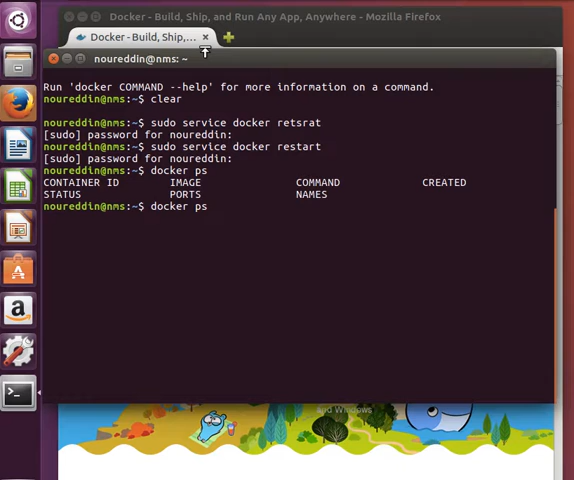 Docker - Build, Ship, and Run Any App, Anywhere - Mozilla Firefox
Docker - Build, Ship,...
noureddin@nms: ~
Run 'docker COMMAND --help' for more information on a command.
noureddin@nms:~$ clear
noureddin@nms:~$ sudo service docker retsrat
[sudo] password for noureddin:
noureddin@nms:~$ sudo service docker restart
[sudo] password for noureddin:
noureddin@nms:~$ docker ps
CONTAINER ID IMAGE COMMAND CREATED
STATUS PORTS NAMES
noureddin@nms:~$ docker ps
and Windows